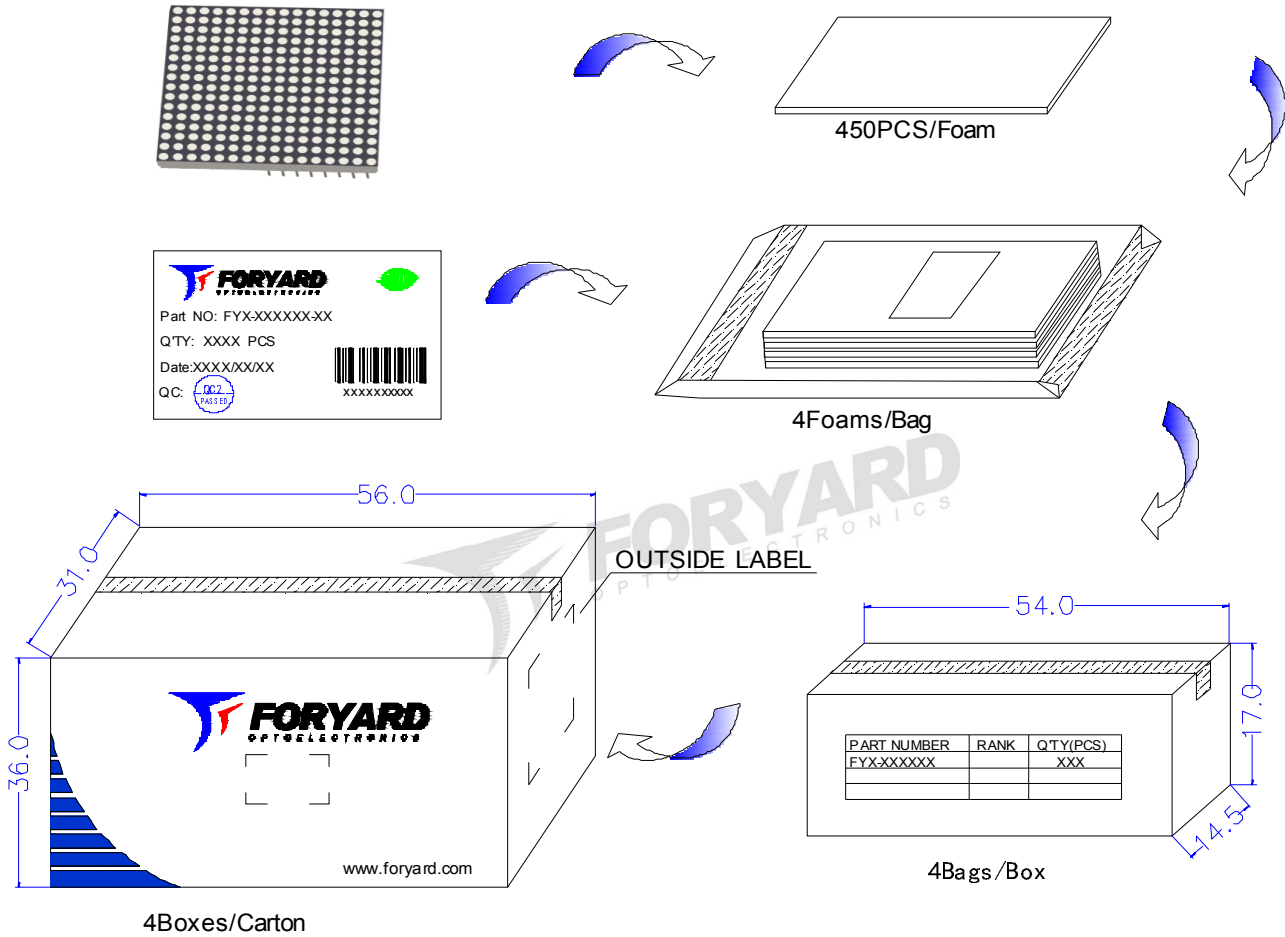 450PCS/Foam
FORYARD
OPTOELECTRONICS
Part NO: FYX-XXXXXX-XX
Q'TY: XXXX PCS
Date:XXXX/XX/XX
QC:
QC2
PASSED
XXXXXXXXXX
4Foams/Bag
FORYARD
OPTOELECTRONICS
56.0
31.0
36.0
OUTSIDE LABEL
FORYARD
OPTOELECTRONICS
www.foryard.com
4Boxes/Carton
54.0
17.0
14.5
PART NUMBER RANK Q'TY(PCS)
FYX-XXXXXX XXX
4Bags/Box